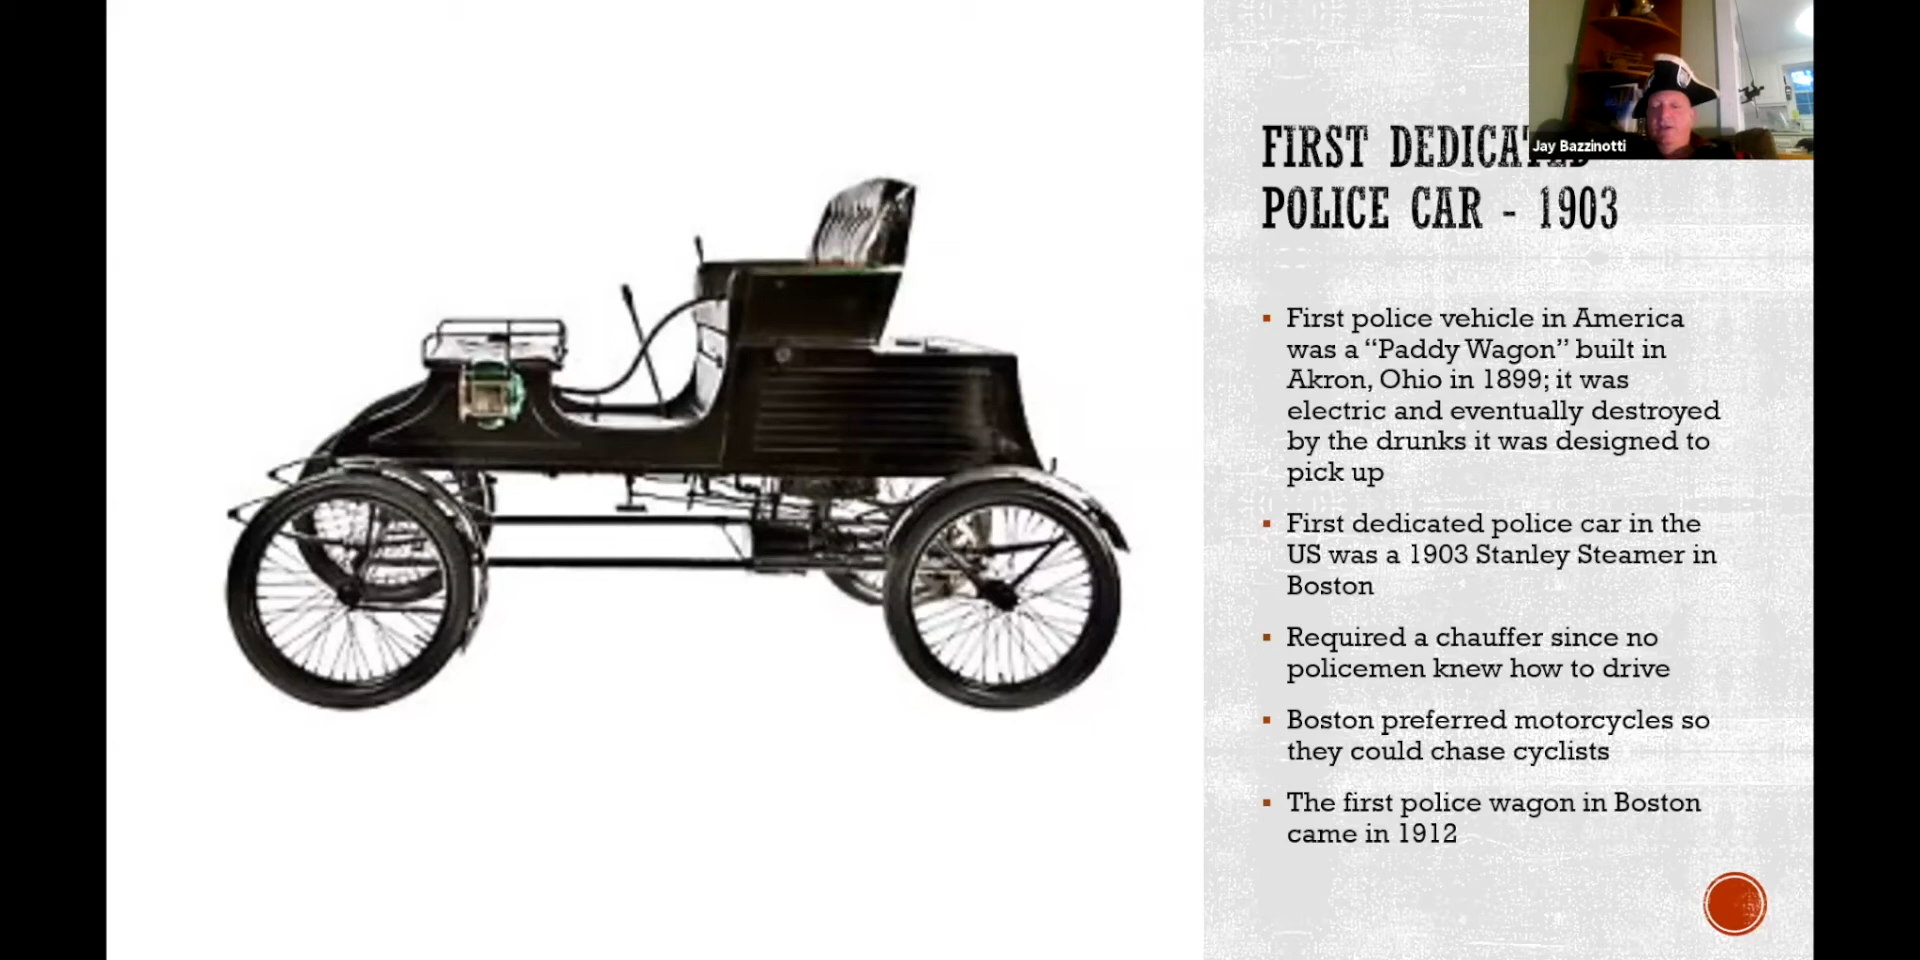 FIRST DEDICATED
POLICE CAR - 1903
Jay Bazzinotti
▪ First police vehicle in America
was a “Paddy Wagon” built in
Akron, Ohio in 1899; it was
electric and eventually destroyed
by the drunks it was designed to
pick up
▪ First dedicated police car in the
US was a 1903 Stanley Steamer in
Boston
▪ Required a chauffer since no
policemen knew how to drive
▪ Boston preferred motorcycles so
they could chase cyclists
▪ The first police wagon in Boston
came in 1912